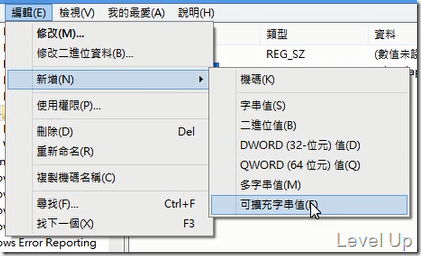 編輯(E) 檢視(V) 我的最愛(A) 說明(H)
修改(M)...
修改二進位資料(B)...
新增(N)
使用權限(P)...
刪除(D) Del
重新命名(R)
複製機碼名稱(C)
尋找(F)... Ctrl+F
找下一個(X) F3
類型 資料
REG_SZ (數值未設
機碼(K)
字串值(S)
二進位值(B)
DWORD (32-位元) 值(D)
QWORD (64 位元) 值(Q)
多字串值(M)
可擴充字串值
ows Error Reporting
Level Up